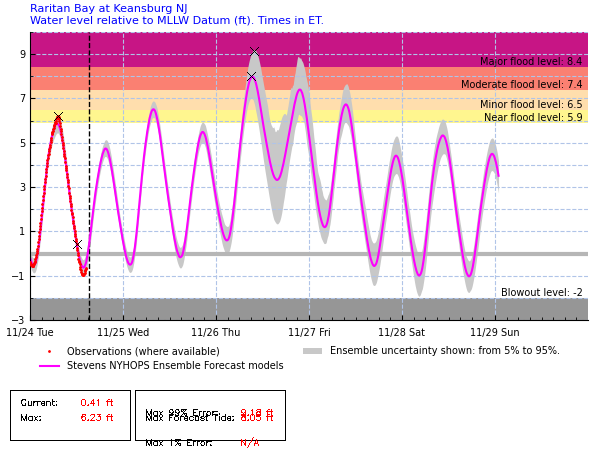 Raritan Bay at Keansburg NJ
Water level relative to MLLW Datum (ft). Times in ET.
9
7
5
3
1
−1
−3
Major flood level: 8.4
Moderate flood level: 7.4
Minor flood level: 6.5
Near flood level: 5.9
Blowout level: -2
11/24 Tue
11/25 Wed
11/26 Thu
11/27 Fri
11/28 Sat
11/29 Sun
Observations (where available)
Ensemble uncertainty shown: from 5% to 95%.
Stevens NYHOPS Ensemble Forecast models
Current: 0.41 ft
Max: 6.23 ft
Max 99% Error: 9.18 ft
Max Forecast Tide: 8.05 ft
Max 1% Error: N/A